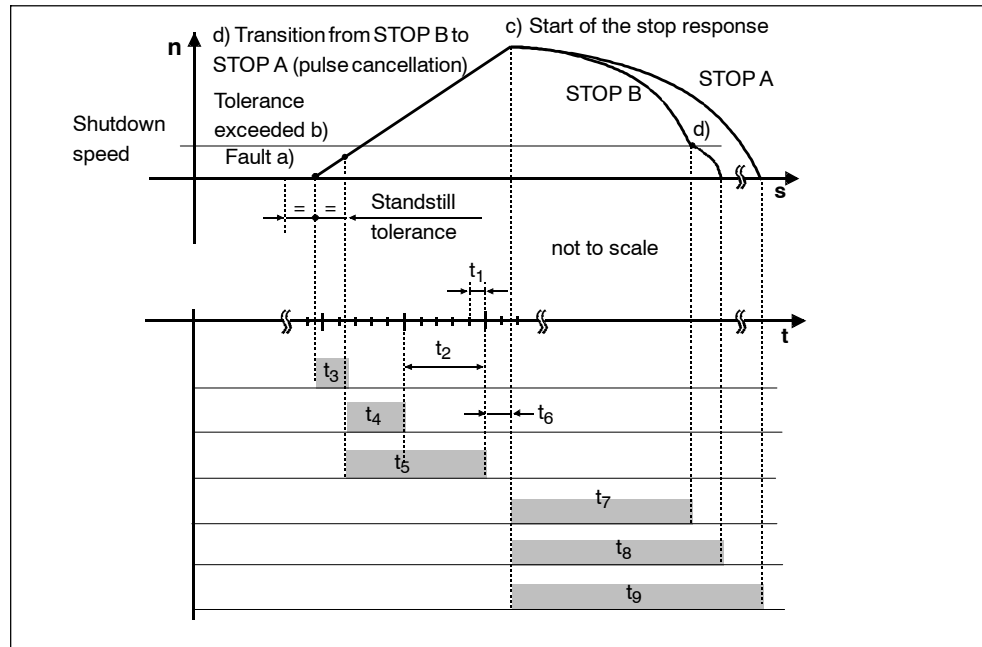 c) Start of the stop response
n
d) Transition from STOP B to
STOP A (pulse cancellation)
STOP A
STOP B
Tolerance
exceeded b)
d)
Shutdown
speed
Fault a)
s
= =
Standstill
tolerance
not to scale
t1
t
t2
t3
t4
t6
t5
t7
t8
t9